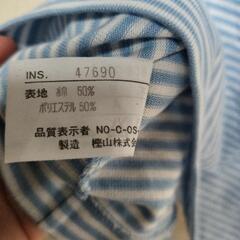 INS. 47690
表地 綿 50%
ポリエステル 50%
品質表示者 NO-C-OS
製造 樫山株式会